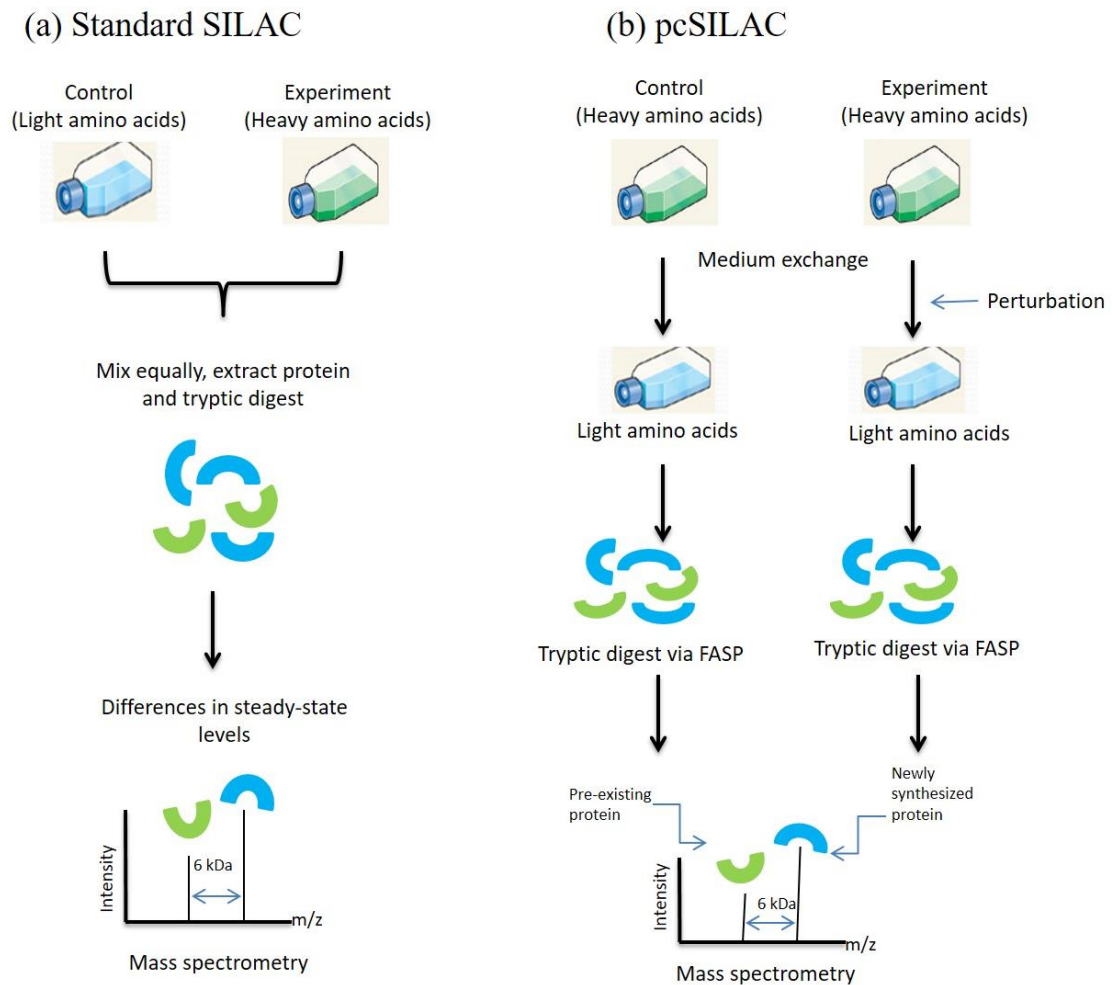 (a) Standard SILAC
Control
(Light amino acids)
Experiment
(Heavy amino acids)
Mix equally, extract protein
and tryptic digest
Differences in steady-state
levels
Intensity
6 kDa
m/z
Mass spectrometry
(b) pcSILAC
Control
(Heavy amino acids)
Experiment
(Heavy amino acids)
Medium exchange
Perturbation
Light amino acids
Light amino acids
Tryptic digest via FASP
Tryptic digest via FASP
Pre-existing
protein
Newly
synthesized
protein
Intensity
6 kDa
m/z
Mass spectrometry